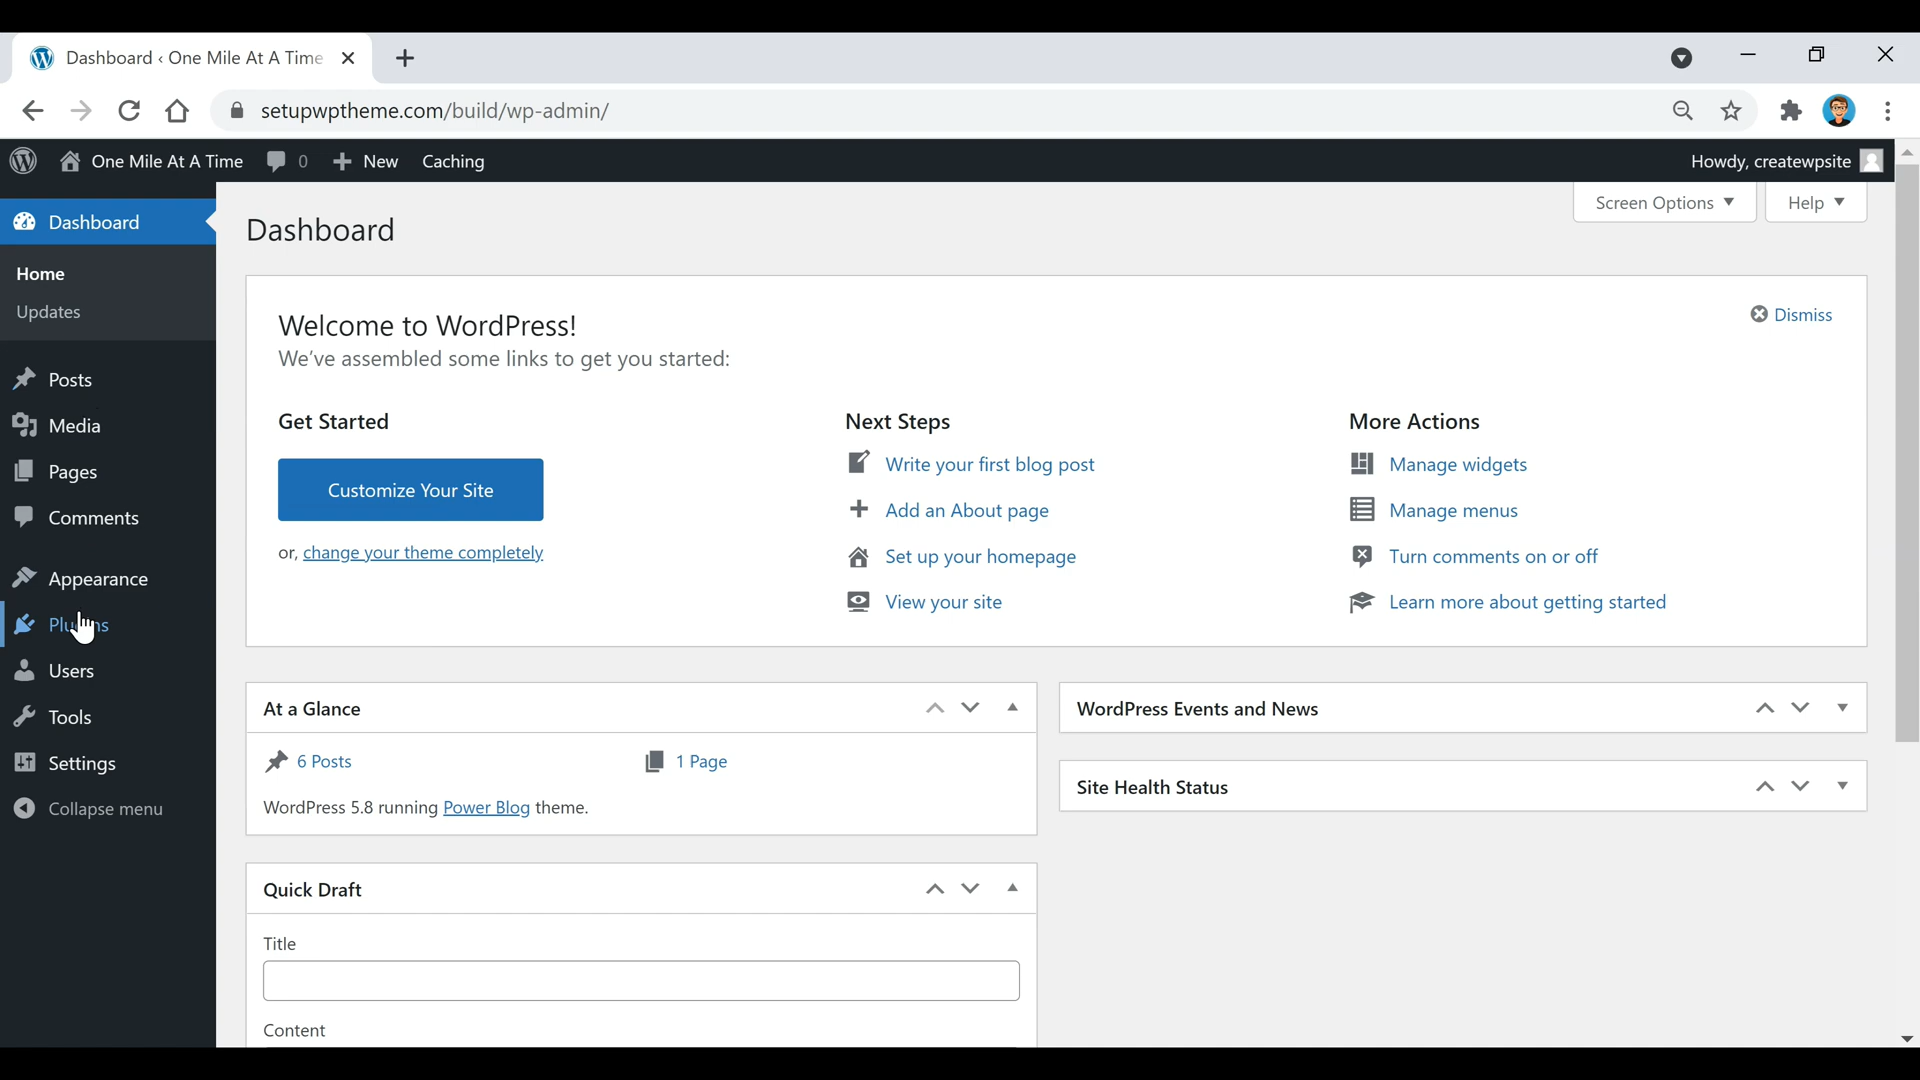 Dashboard ‹ One Mile At A Time
setupwptheme.com/build/wp-admin/
One Mile At A Time 0 New Caching Howdy, createwpsite
Screen Options Help
Dashboard
Home
Updates
Posts
Media
Pages
Comments
Appearance
Users
Tools
Settings
Collapse menu
Dashboard
Welcome to WordPress!
We've assembled some links to get you started:
Dismiss
Get Started
Customize Your Site
or, change your theme completely
Next Steps
Write your first blog post
Add an About page
Set up your homepage
View your site
More Actions
Manage widgets
Manage menus
Turn comments on or off
Learn more about getting started
At a Glance
6 Posts 1 Page
WordPress 5.8 running Power Blog theme.
Quick Draft
Title
Content
WordPress Events and News
Site Health Status